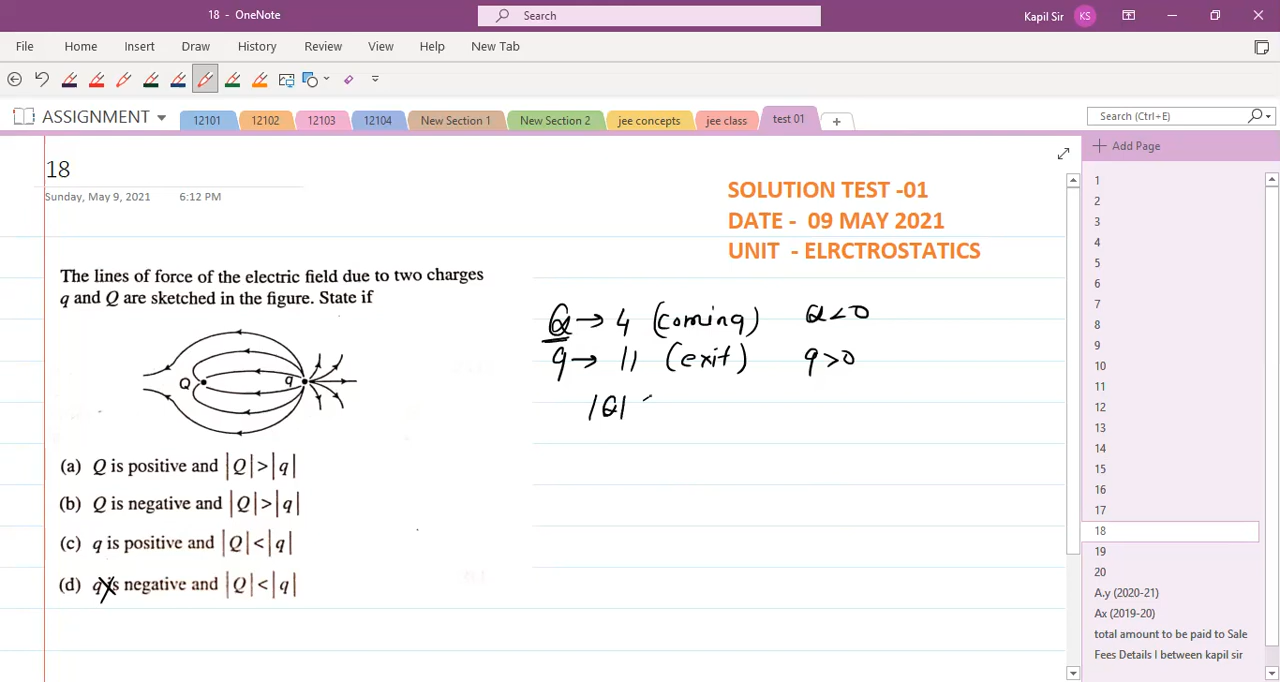 18 - OneNote
Search
Kapil Sir KS
File Home Insert Draw History Review View Help New Tab
ASSIGNMENT 12101 12102 12103 12104 New Section 1 New Section 2 jee concepts jee class test 01
Search (Ctrl+E)
Add Page
18
Sunday, May 9, 2021 6:12 PM
SOLUTION TEST -01
DATE - 09 MAY 2021
UNIT - ELRCTROSTATICS
The lines of force of the electric field due to two charges
q and Q are sketched in the figure. State if
Q q
(a) Q is positive and |Q|>|q|
(b) Q is negative and |Q|>|q|
(c) q is positive and |Q|<|q|
(d) q is negative and |Q|<|q|
Q → 4 (coming) Q<0
q → 11 (exit) q>0
|Q|
1
2
3
4
5
6
7
8
9
10
11
12
13
14
15
16
17
18
19
20
A.y (2020-21)
Ax (2019-20)
total amount to be paid to Sale
Fees Details I between kapil sir